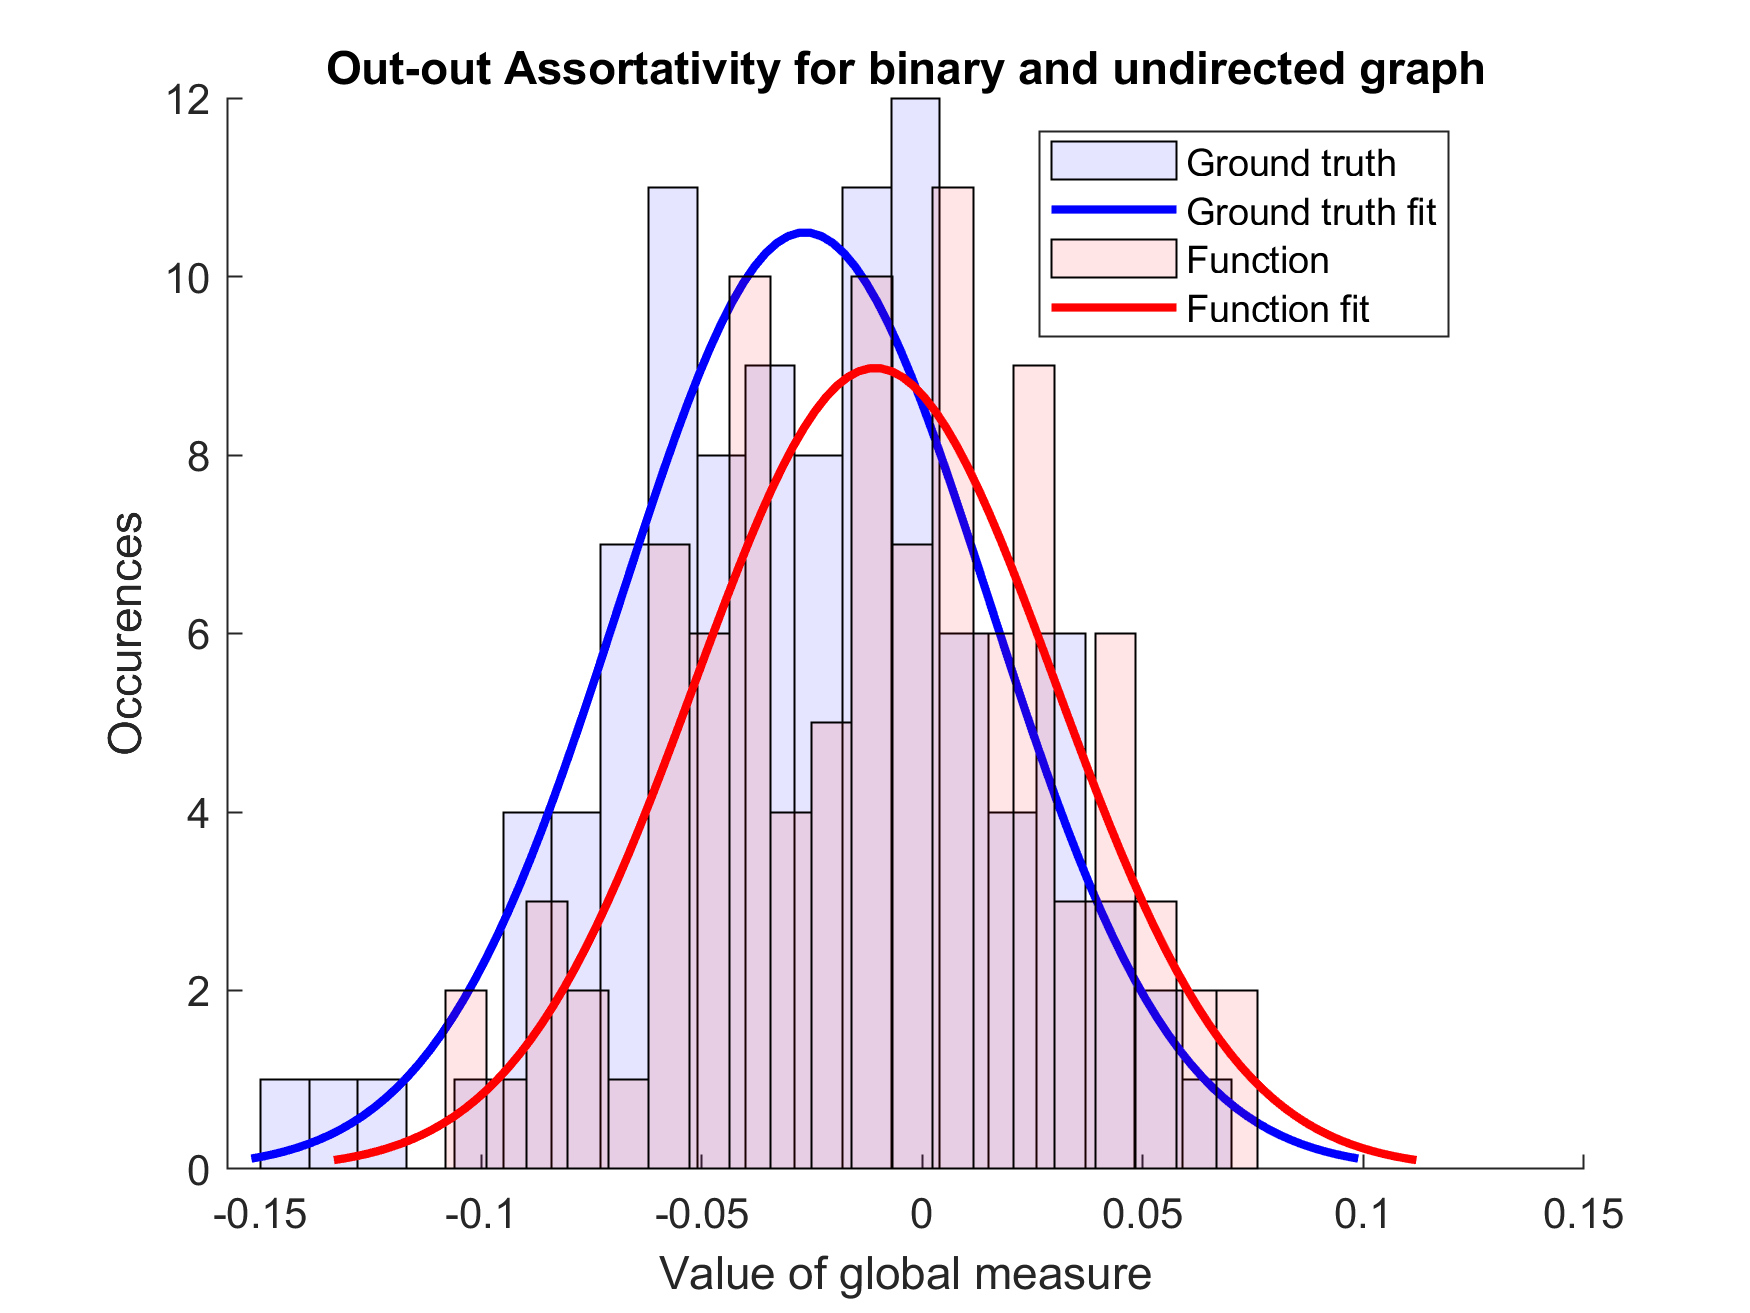 Out-out Assortativity for binary and undirected graph
12
10
8
6
4
2
0
Occurences
Ground truth
Ground truth fit
Function
Function fit
-0.15 -0.1 -0.05 0 0.05 0.1 0.15
Value of global measure